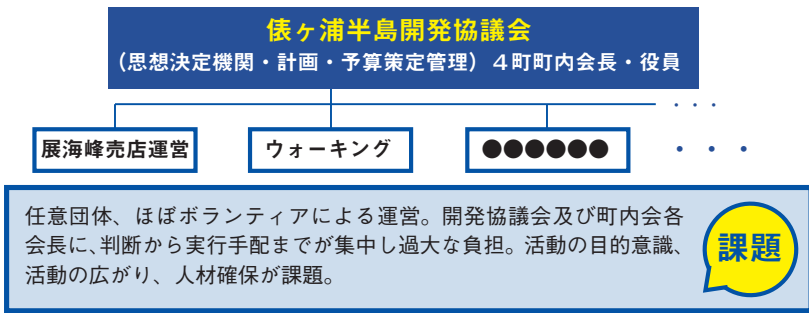 俵ヶ浦半島開発協議会
（思想決定機関・計画・予算策定管理）４町町内会長・役員
・・・
展海峰売店運営
ウォーキング
●●●●●●
・・・
任意団体、ほぼボランティアによる運営。開発協議会及び町内会各
会長に、判断から実行手配までが集中し過大な負担。活動の目的意識、
活動の広がり、人材確保が課題。
課題